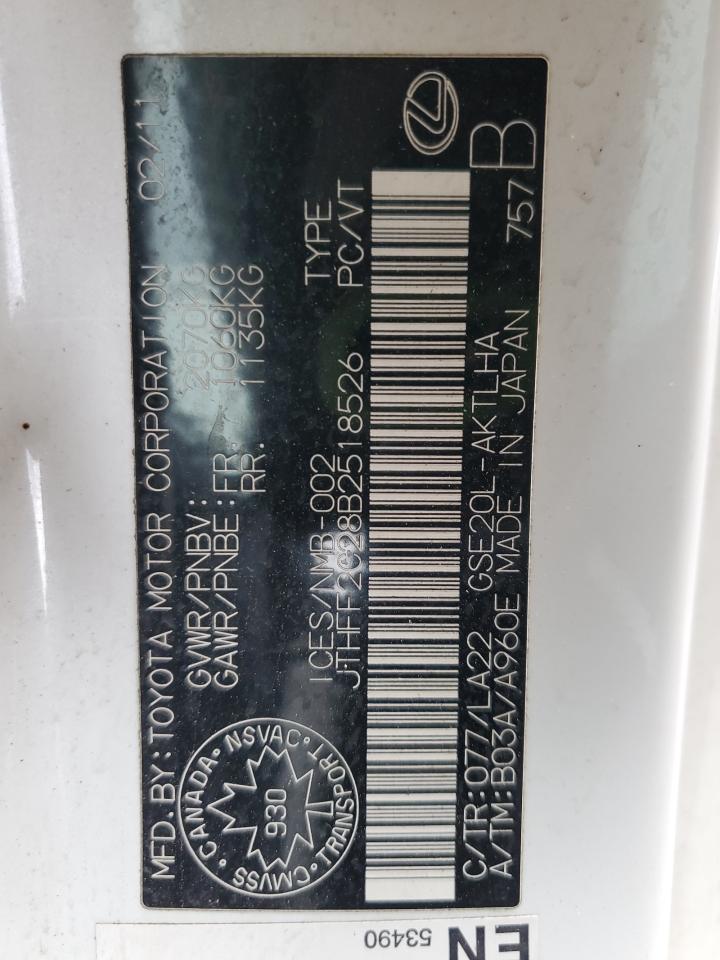 MFD. BY: TOYOTA MOTOR CORPORATION 02/11
GVWR/PNBV: 2070KG
GAWR/PNBE: FR. 1060KG
RR. 1135KG
CANADA · NSVAC · TRANSPORT · CMVSS ·
930
T
ICES/NMB-002 TYPE
JTHFF2C28B2518526 PC/VT
C/TR: 077/LA22 GSE20L-AKTLHA
A/TM: B03A/A960E MADE IN JAPAN 757 B
EN
53490